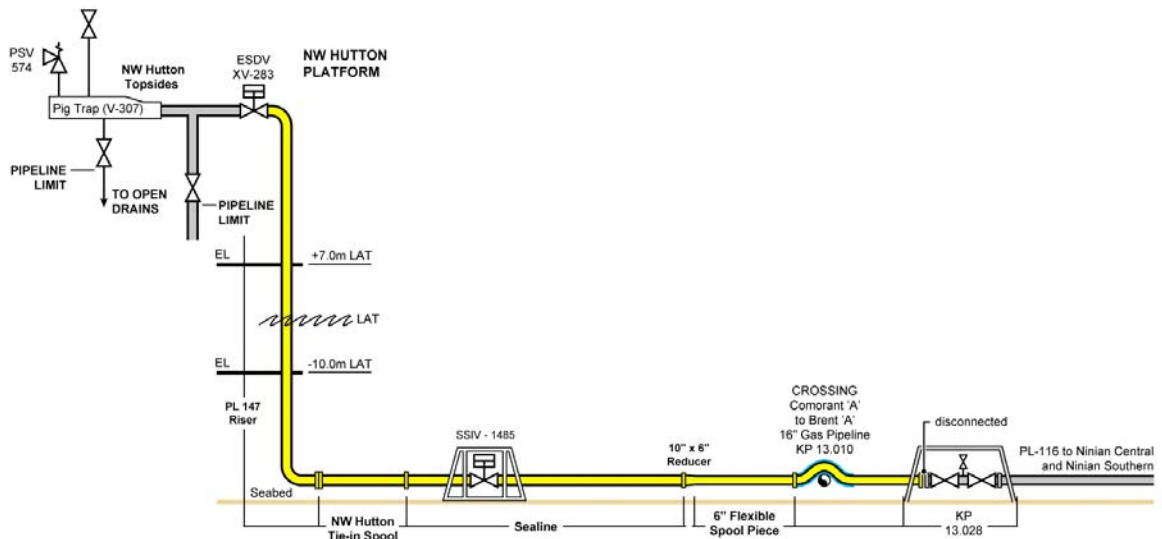 PSV
574
NW Hutton
Topsides
ESDV
XV-283
NW HUTTON
PLATFORM
Pig Trap (V-307)
PIPELINE
LIMIT
TO OPEN
DRAINS
PIPELINE
LIMIT
EL
+7.0m LAT
LAT
EL
-10.0m LAT
PL 147
Riser
Seabed
NW Hutton
Tie-in Spool
SSIV - 1485
Sealine
10" x 6"
Reducer
6" Flexible
Spool Piece
CROSSING
Comorant 'A'
to Brent 'A'
16" Gas Pipeline
KP 13.010
disconnected
PL-116 to Ninian Central
and Ninian Southern
KP
13.028